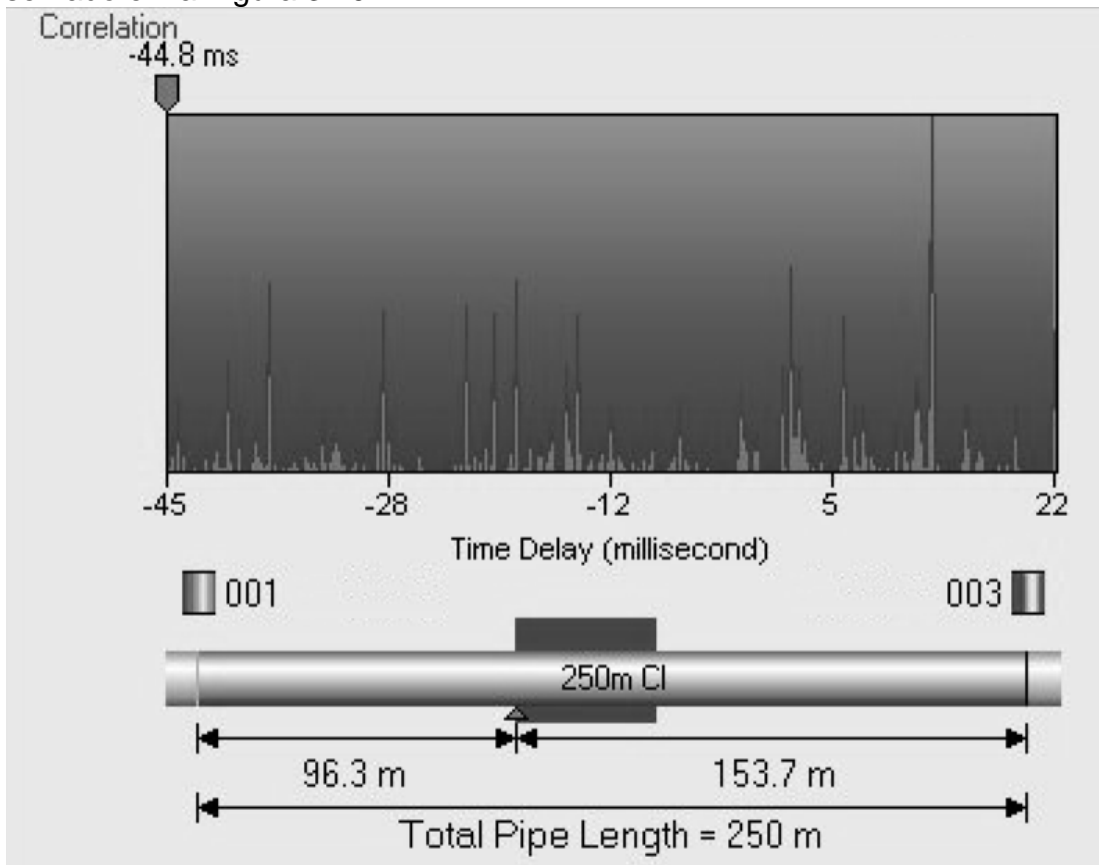 Correlation
-44.8 ms
-45 -28 -12 5 22
Time Delay (millisecond)
001 003
250m CI
96.3 m 153.7 m
Total Pipe Length = 250 m